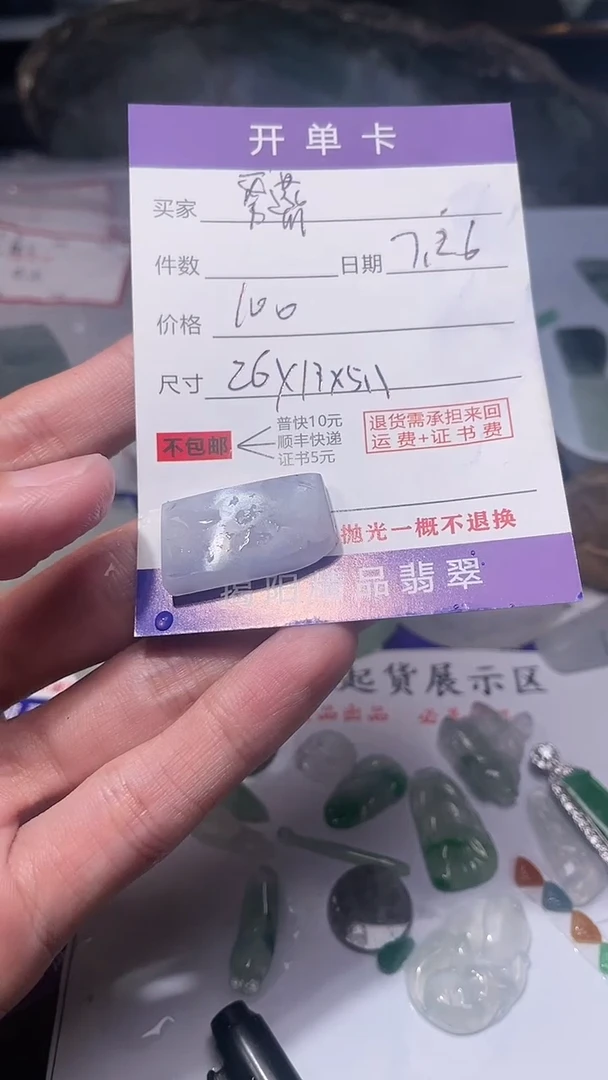 开单卡
买家
件数 日期 7.26
价格 100
尺寸 26X13X5.1
不包邮
普快10元
顺丰快递
证书5元
退货需承担来回
运费+证书费
抛光一概不退换
揭阳 品翡翠
起货展示区